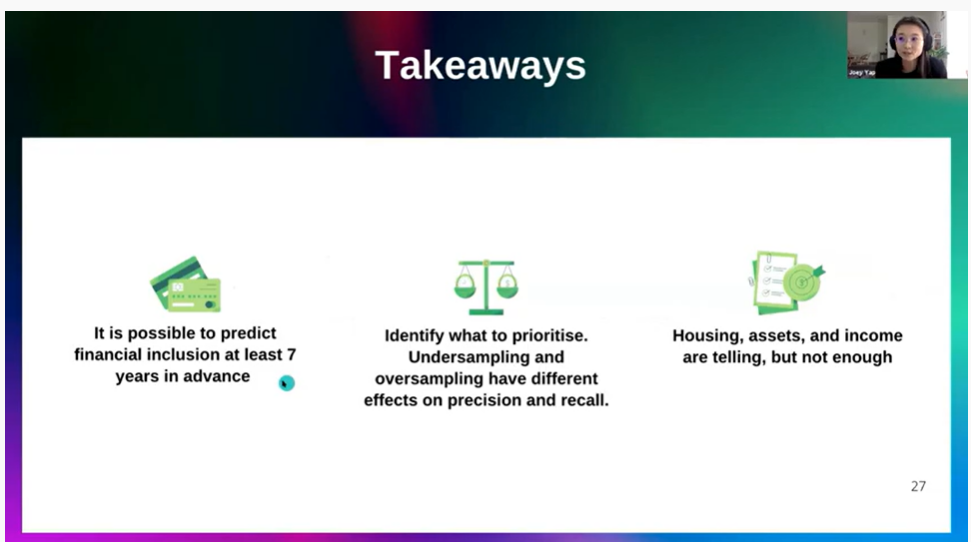 Takeaways
Joey Yap
It is possible to predict
financial inclusion at least 7
years in advance
Identify what to prioritise.
Undersampling and
oversampling have different
effects on precision and recall.
Housing, assets, and income
are telling, but not enough
27